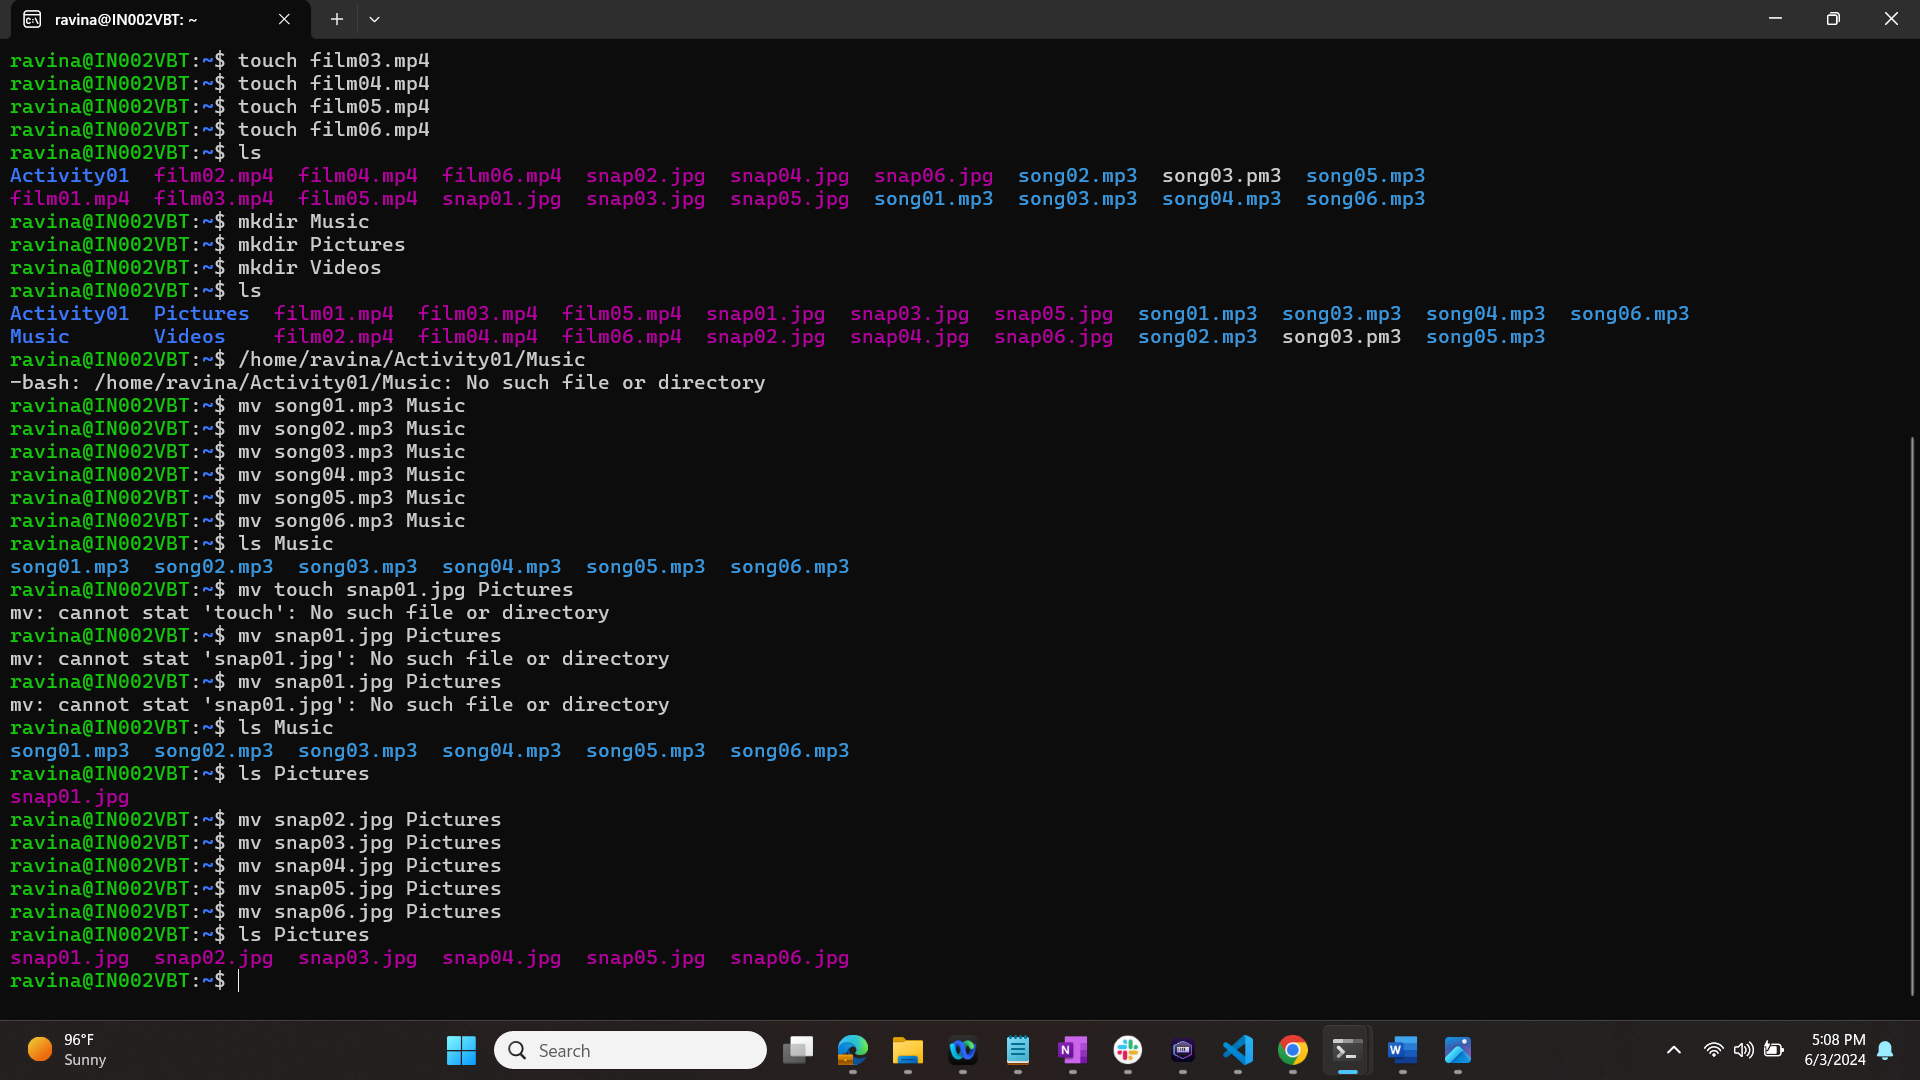 ravina@IN002VBT: ~
ravina@IN002VBT:~$ touch film03.mp4
ravina@IN002VBT:~$ touch film04.mp4
ravina@IN002VBT:~$ touch film05.mp4
ravina@IN002VBT:~$ touch film06.mp4
ravina@IN002VBT:~$ ls
Activity01  film02.mp4  film04.mp4  film06.mp4  snap02.jpg  snap04.jpg  snap06.jpg  song02.mp3  song03.pm3  song05.mp3
film01.mp4  film03.mp4  film05.mp4  snap01.jpg  snap03.jpg  snap05.jpg  song01.mp3  song03.mp3  song04.mp3  song06.mp3
ravina@IN002VBT:~$ mkdir Music
ravina@IN002VBT:~$ mkdir Pictures
ravina@IN002VBT:~$ mkdir Videos
ravina@IN002VBT:~$ ls
Activity01  Pictures  film01.mp4  film03.mp4  film05.mp4  snap01.jpg  snap03.jpg  snap05.jpg  song01.mp3  song03.mp3  song04.mp3  song06.mp3
Music       Videos    film02.mp4  film04.mp4  film06.mp4  snap02.jpg  snap04.jpg  snap06.jpg  song02.mp3  song03.pm3  song05.mp3
ravina@IN002VBT:~$ /home/ravina/Activity01/Music
-bash: /home/ravina/Activity01/Music: No such file or directory
ravina@IN002VBT:~$ mv song01.mp3 Music
ravina@IN002VBT:~$ mv song02.mp3 Music
ravina@IN002VBT:~$ mv song03.mp3 Music
ravina@IN002VBT:~$ mv song04.mp3 Music
ravina@IN002VBT:~$ mv song05.mp3 Music
ravina@IN002VBT:~$ mv song06.mp3 Music
ravina@IN002VBT:~$ ls Music
song01.mp3  song02.mp3  song03.mp3  song04.mp3  song05.mp3  song06.mp3
ravina@IN002VBT:~$ mv touch snap01.jpg Pictures
mv: cannot stat 'touch': No such file or directory
ravina@IN002VBT:~$ mv snap01.jpg Pictures
mv: cannot stat 'snap01.jpg': No such file or directory
ravina@IN002VBT:~$ mv snap01.jpg Pictures
mv: cannot stat 'snap01.jpg': No such file or directory
ravina@IN002VBT:~$ ls Music
song01.mp3  song02.mp3  song03.mp3  song04.mp3  song05.mp3  song06.mp3
ravina@IN002VBT:~$ ls Pictures
snap01.jpg
ravina@IN002VBT:~$ mv snap02.jpg Pictures
ravina@IN002VBT:~$ mv snap03.jpg Pictures
ravina@IN002VBT:~$ mv snap04.jpg Pictures
ravina@IN002VBT:~$ mv snap05.jpg Pictures
ravina@IN002VBT:~$ mv snap06.jpg Pictures
ravina@IN002VBT:~$ ls Pictures
snap01.jpg  snap02.jpg  snap03.jpg  snap04.jpg  snap05.jpg  snap06.jpg
ravina@IN002VBT:~$
96°F
Sunny
Search
5:08 PM
6/3/2024